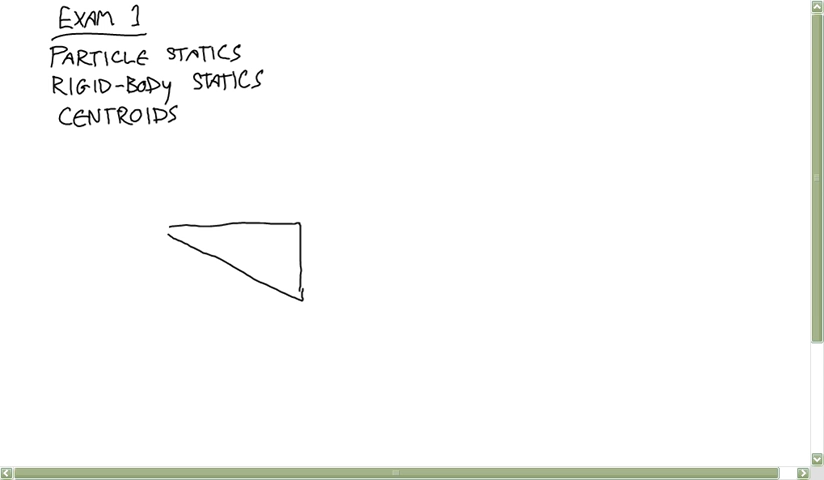 EXAM 1
PARTICLE STATICS
RIGID-BODY STATICS
CENTROIDS